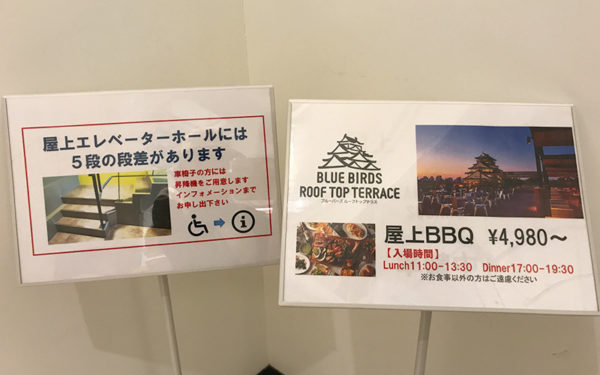 屋上エレベーターホールには
5段の段差があります
車椅子の方には
昇降機をご用意します
インフォメーションまで
お申し出下さい
BLUE BIRDS
ROOF TOP TERRACE
ブルーバーズ ルーフトップテラス
屋上BBQ ¥4,980〜
【入場時間】
Lunch11:00-13:30 Dinner17:00-19:30
※お食事以外の方はご遠慮ください